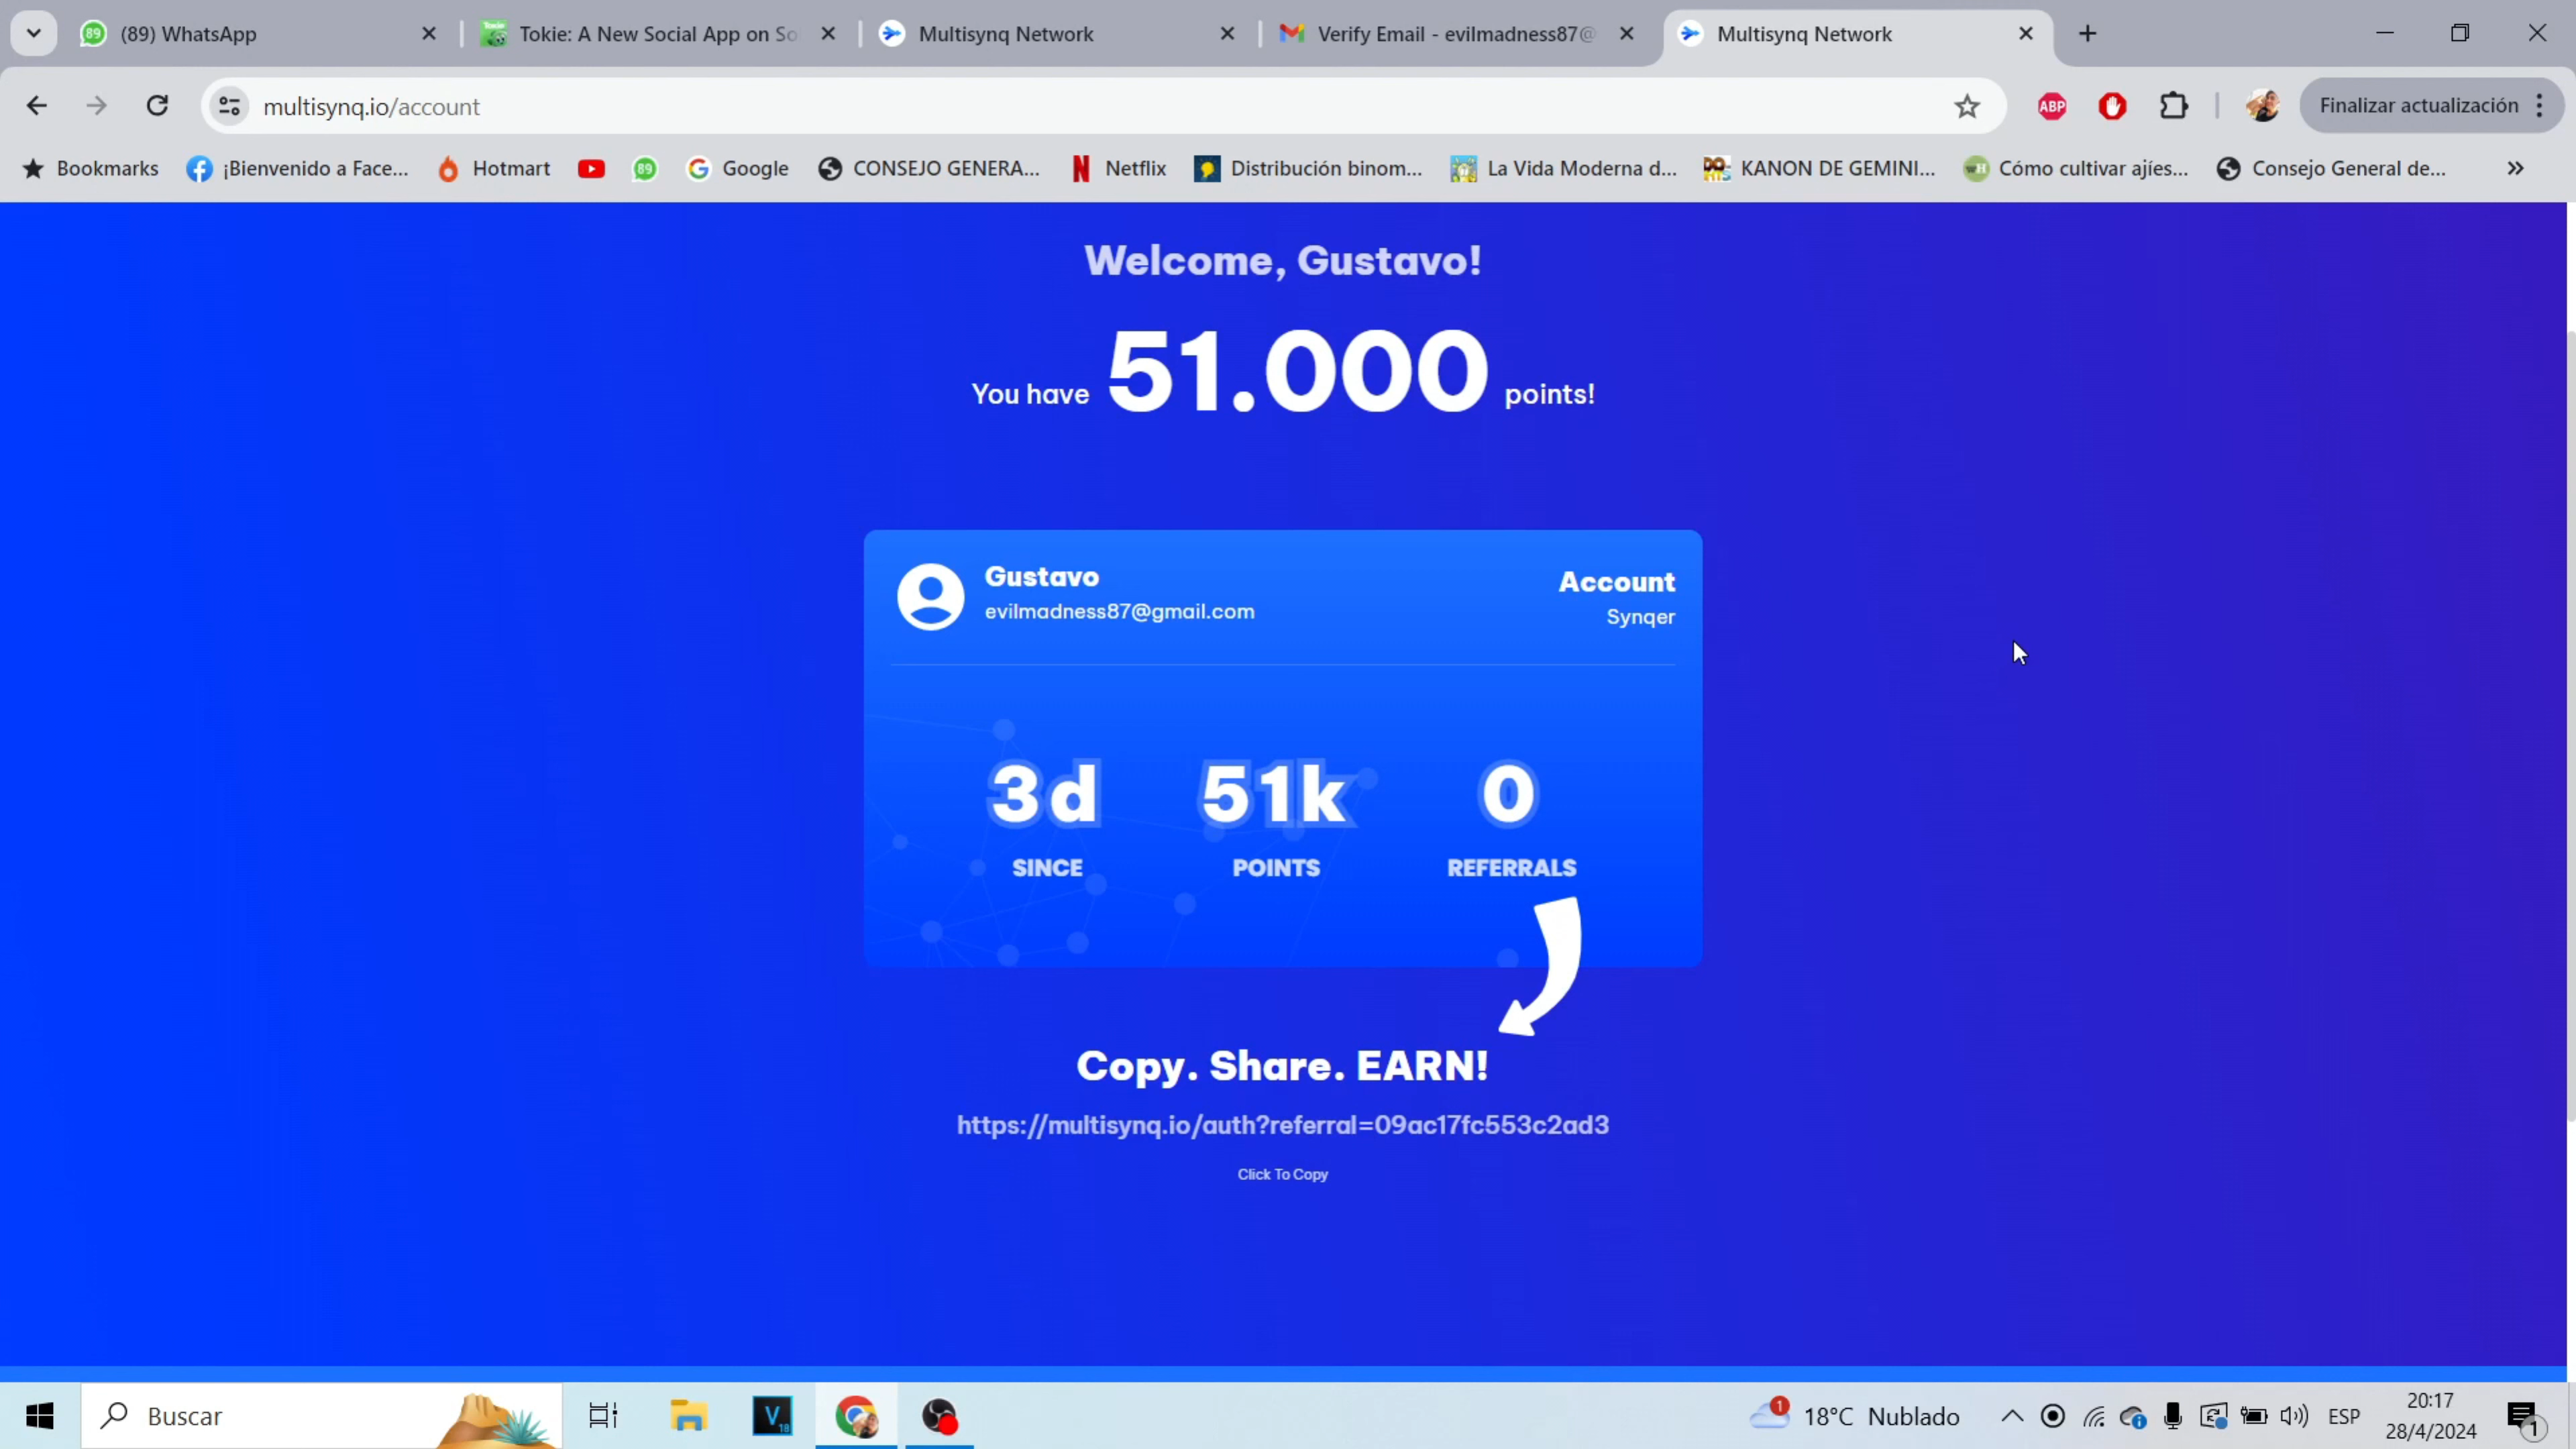 (89) WhatsApp
Tokie: A New Social App on So
Multisynq Network
Verify Email - evilmadness87@
Multisynq Network
multisynq.io/account
ABP
Finalizar actualización
Bookmarks
¡Bienvenido a Face...
Hotmart
89
Google
CONSEJO GENERA...
Netflix
Distribución binom...
La Vida Moderna d...
KANON DE GEMINI...
Cómo cultivar ajíes...
Consejo General de...
Welcome, Gustavo!
You have 51.000 points!
Gustavo
evilmadness87@gmail.com
Account
Synqer
3d
51k
0
SINCE
POINTS
REFERRALS
Copy. Share. EARN!
https://multisynq.io/auth?referral=09ac17fc553c2ad3
Click To Copy
Buscar
1
18°C Nublado
ESP
20:17
28/4/2024
1